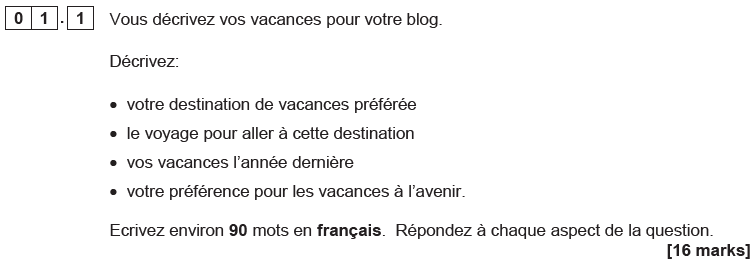 01.1 Vous décrivez vos vacances pour votre blog.
Décrivez:
• votre destination de vacances préférée
• le voyage pour aller à cette destination
• vos vacances l'année dernière
• votre préférence pour les vacances à l'avenir.
Ecrivez environ 90 mots en français. Répondez à chaque aspect de la question.
[16 marks]